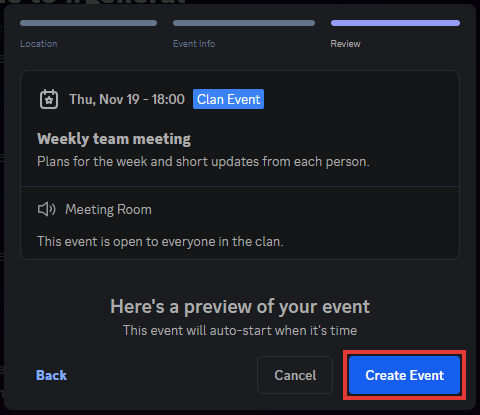 Location
Event Info
Review
Thu, Nov 19 - 18:00 Clan Event
Weekly team meeting
Plans for the week and short updates from each person.
Meeting Room
This event is open to everyone in the clan.
Here's a preview of your event
This event will auto-start when it's time
Back
Cancel
Create Event